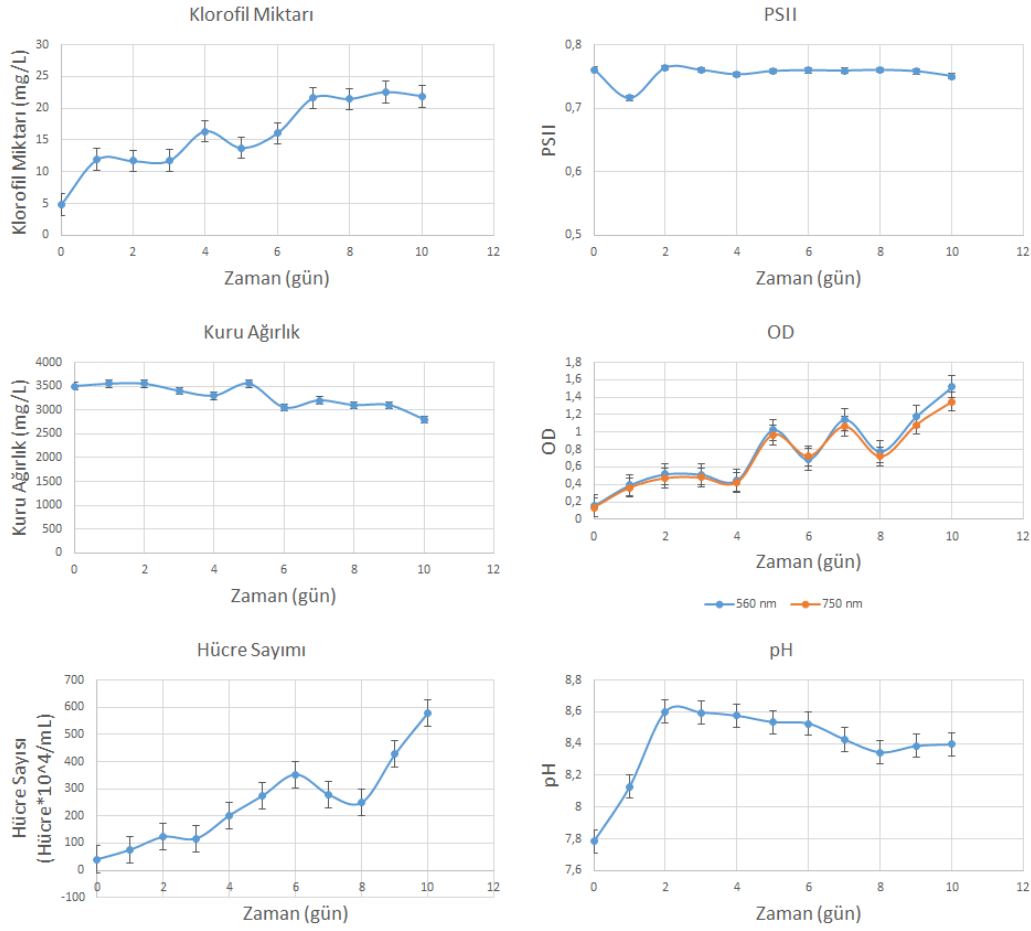 Klorofil Miktarı
Klorofil Miktarı (mg/L)
30
25
20
15
10
5
0
0 2 4 6 8 10 12
Zaman (gün)
PSII
PSII
0,8
0,7
0,6
0,5
0 2 4 6 8 10 12
Zaman (gün)
Kuru Ağırlık
Kuru Ağırlık (mg/L)
4000
3500
3000
2500
2000
1500
1000
500
0
0 2 4 6 8 10 12
Zaman (gün)
OD
OD
1,8
1,6
1,4
1,2
1
0,8
0,6
0,4
0,2
0
0 2 4 6 8 10 12
Zaman (gün)
560 nm 750 nm
Hücre Sayımı
Hücre Sayısı
(Hücre*10^4/mL)
700
600
500
400
300
200
100
0
-100
0 2 4 6 8 10 12
Zaman (gün)
pH
pH
8,8
8,6
8,4
8,2
8
7,8
7,6
0 2 4 6 8 10 12
Zaman (gün)